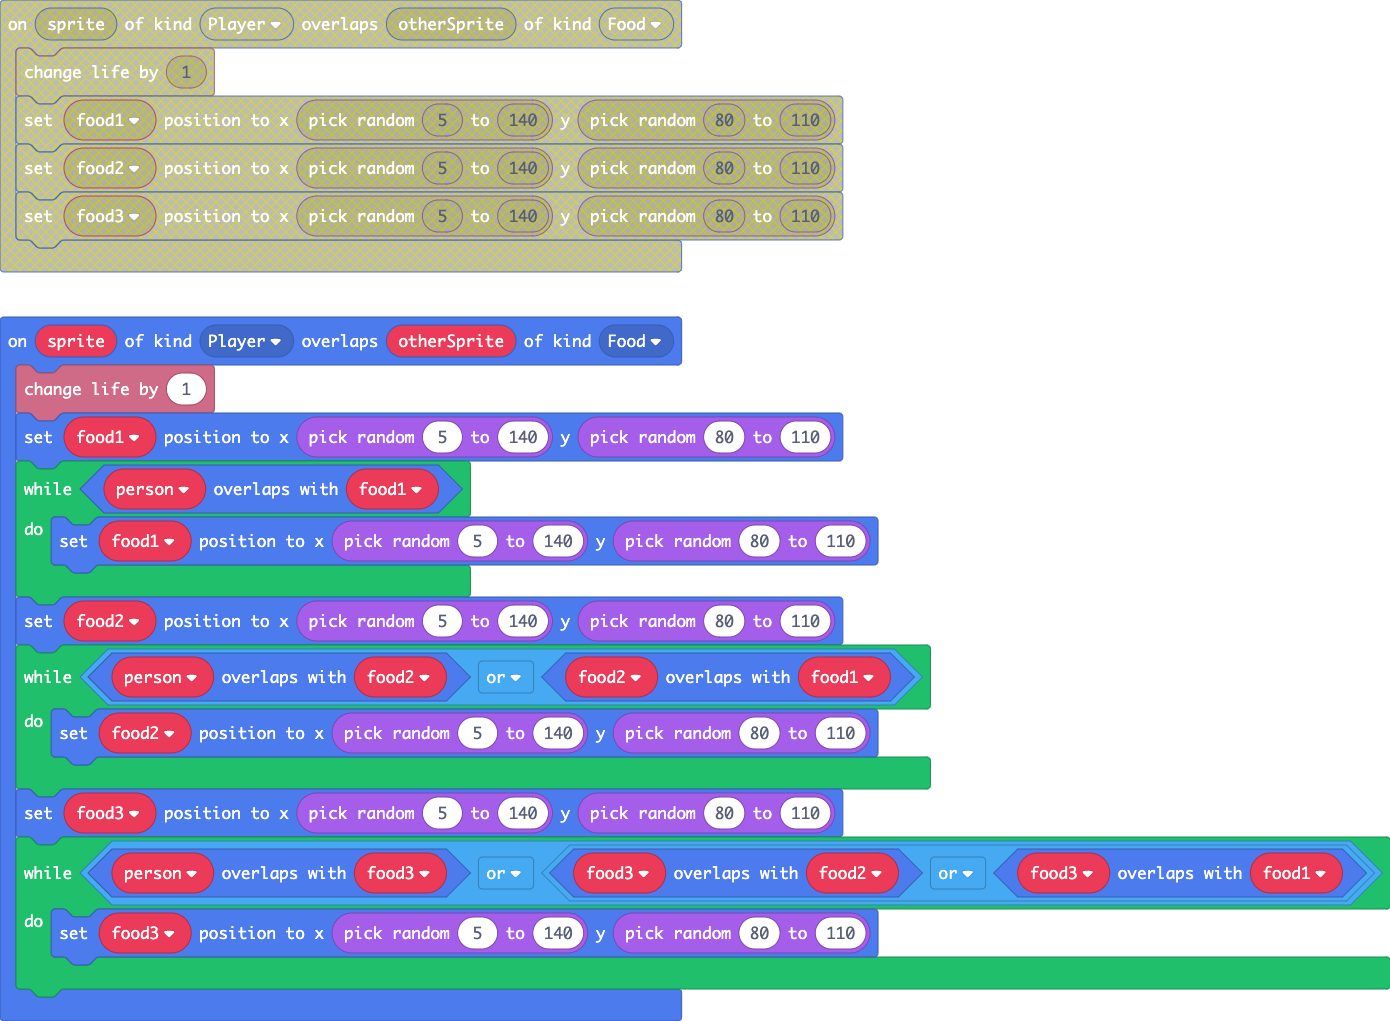 on sprite of kind Player overlaps otherSprite of kind Food
change life by 1
set food1 position to x pick random 5 to 140 y pick random 80 to 110
set food2 position to x pick random 5 to 140 y pick random 80 to 110
set food3 position to x pick random 5 to 140 y pick random 80 to 110
on sprite of kind Player overlaps otherSprite of kind Food
change life by 1
set food1 position to x pick random 5 to 140 y pick random 80 to 110
while person overlaps with food1
do set food1 position to x pick random 5 to 140 y pick random 80 to 110
set food2 position to x pick random 5 to 140 y pick random 80 to 110
while person overlaps with food2 or food2 overlaps with food1
do set food2 position to x pick random 5 to 140 y pick random 80 to 110
set food3 position to x pick random 5 to 140 y pick random 80 to 110
while person overlaps with food3 or food3 overlaps with food2 or food3 overlaps with food1
do set food3 position to x pick random 5 to 140 y pick random 80 to 110